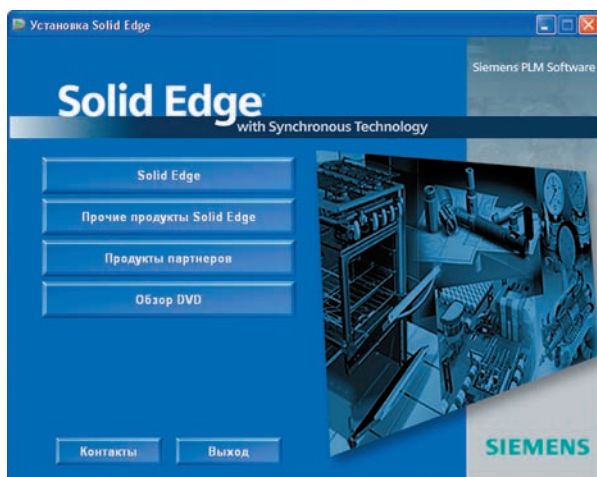 Установка Solid Edge
Siemens PLM Software
Solid Edge
with Synchronous Technology
Solid Edge
Прочие продукты Solid Edge
Продукты партнеров
Обзор DVD
Контакты
Выход
SIEMENS